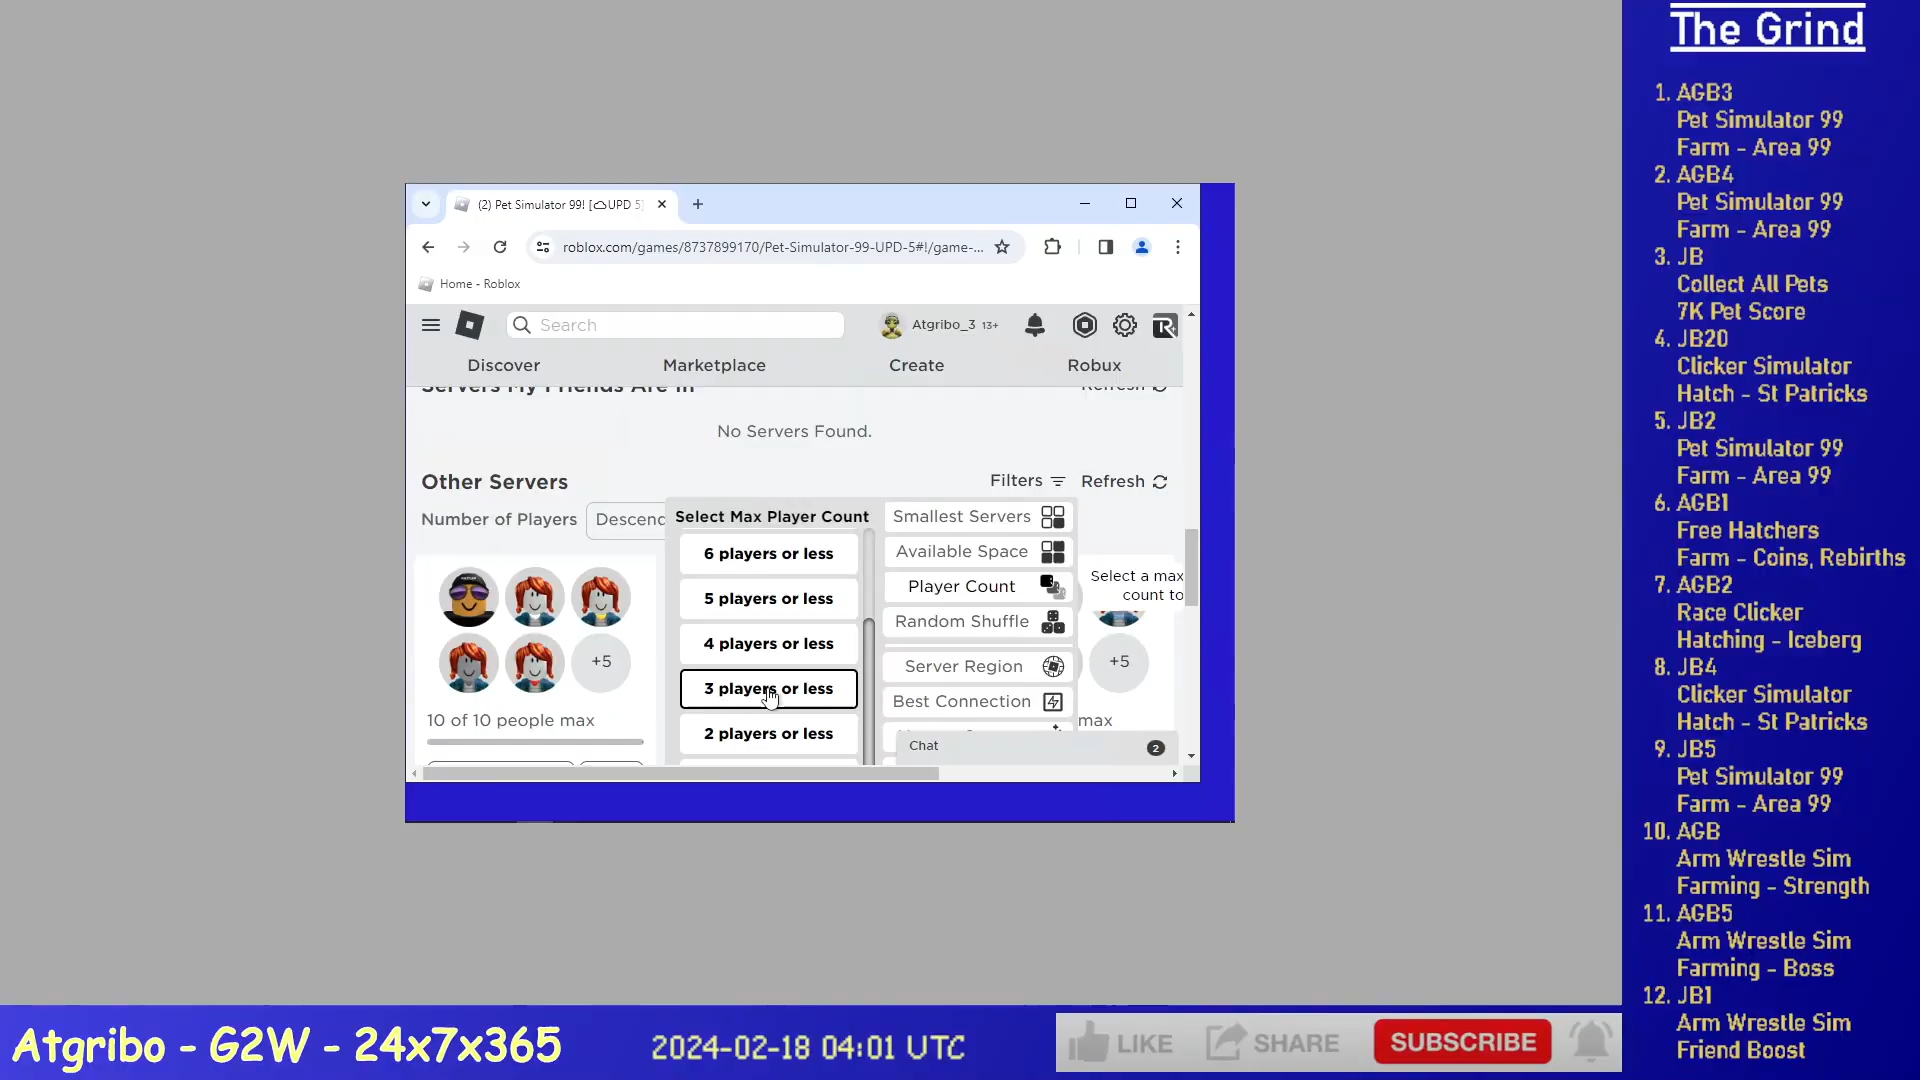 The Grind
1. AGB3
Pet Simulator 99
Farm - Area 99
2. AGB4
Pet Simulator 99
Farm - Area 99
3. JB
Collect All Pets
7K Pet Score
4. JB20
Clicker Simulator
Hatch - St Patricks
5. JB2
Pet Simulator 99
Farm - Area 99
6. AGB1
Free Hatchers
Farm - Coins, Rebirths
7. AGB2
Race Clicker
Hatching - Iceberg
8. JB4
Clicker Simulator
Hatch - St Patricks
9. JB5
Pet Simulator 99
Farm - Area 99
10. AGB
Arm Wrestle Sim
Farming - Strength
11. AGB5
Arm Wrestle Sim
Farming - Boss
12. JB1
Arm Wrestle Sim
Friend Boost
(2) Pet Simulator 99! [UPD 5]
roblox.com/games/8737899170/Pet-Simulator-99-UPD-5#!/game-...
Home - Roblox
Search
Atgribo_3 13+
Discover Marketplace Create Robux
Servers My Friends Are In Refresh
No Servers Found.
Other Servers Filters Refresh
Number of Players Descend
Select Max Player Count
6 players or less
5 players or less
4 players or less
3 players or less
2 players or less
Smallest Servers
Available Space
Player Count
Random Shuffle
Server Region
Best Connection
Select a max
count to
+5
+5
10 of 10 people max
max
Chat 2
Atgribo - G2W - 24x7x365
2024-02-18 04:01 UTC
LIKE SHARE SUBSCRIBE